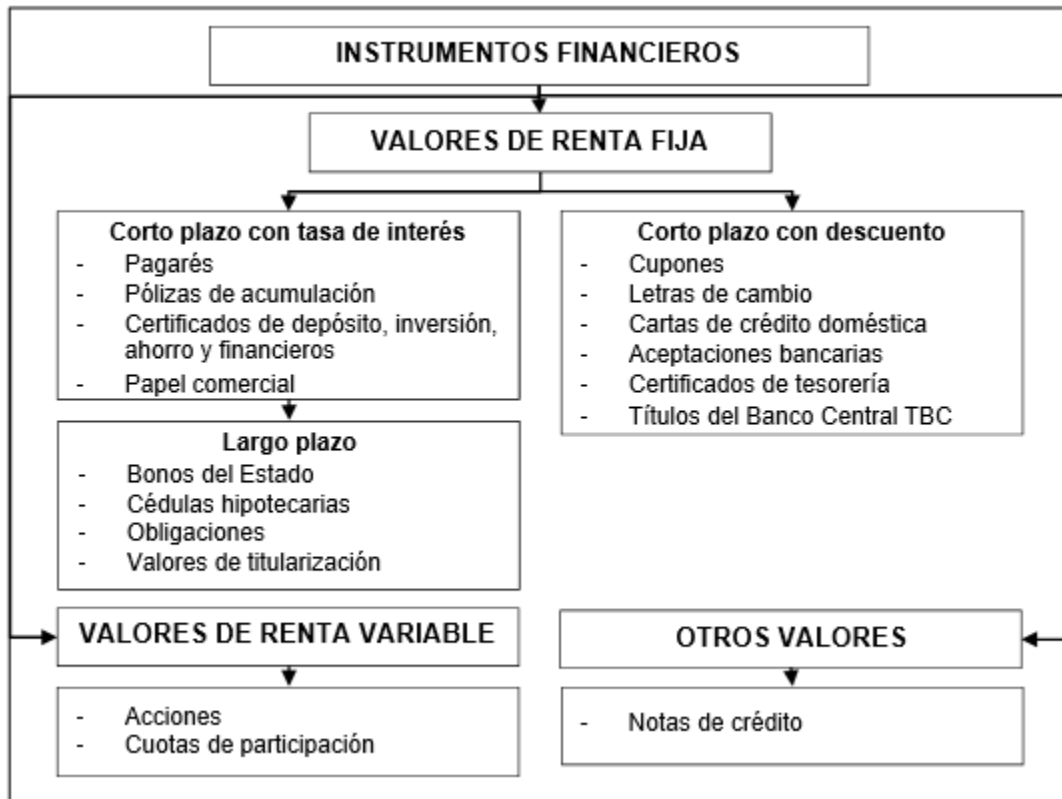 INSTRUMENTOS FINANCIEROS
VALORES DE RENTA FIJA
Corto plazo con tasa de interés
- Pagarés
- Pólizas de acumulación
- Certificados de depósito, inversión,
ahorro y financieros
- Papel comercial
Corto plazo con descuento
- Cupones
- Letras de cambio
- Cartas de crédito doméstica
- Aceptaciones bancarias
- Certificados de tesorería
- Títulos del Banco Central TBC
Largo plazo
- Bonos del Estado
- Cédulas hipotecarias
- Obligaciones
- Valores de titularización
VALORES DE RENTA VARIABLE
- Acciones
- Cuotas de participación
OTROS VALORES
- Notas de crédito